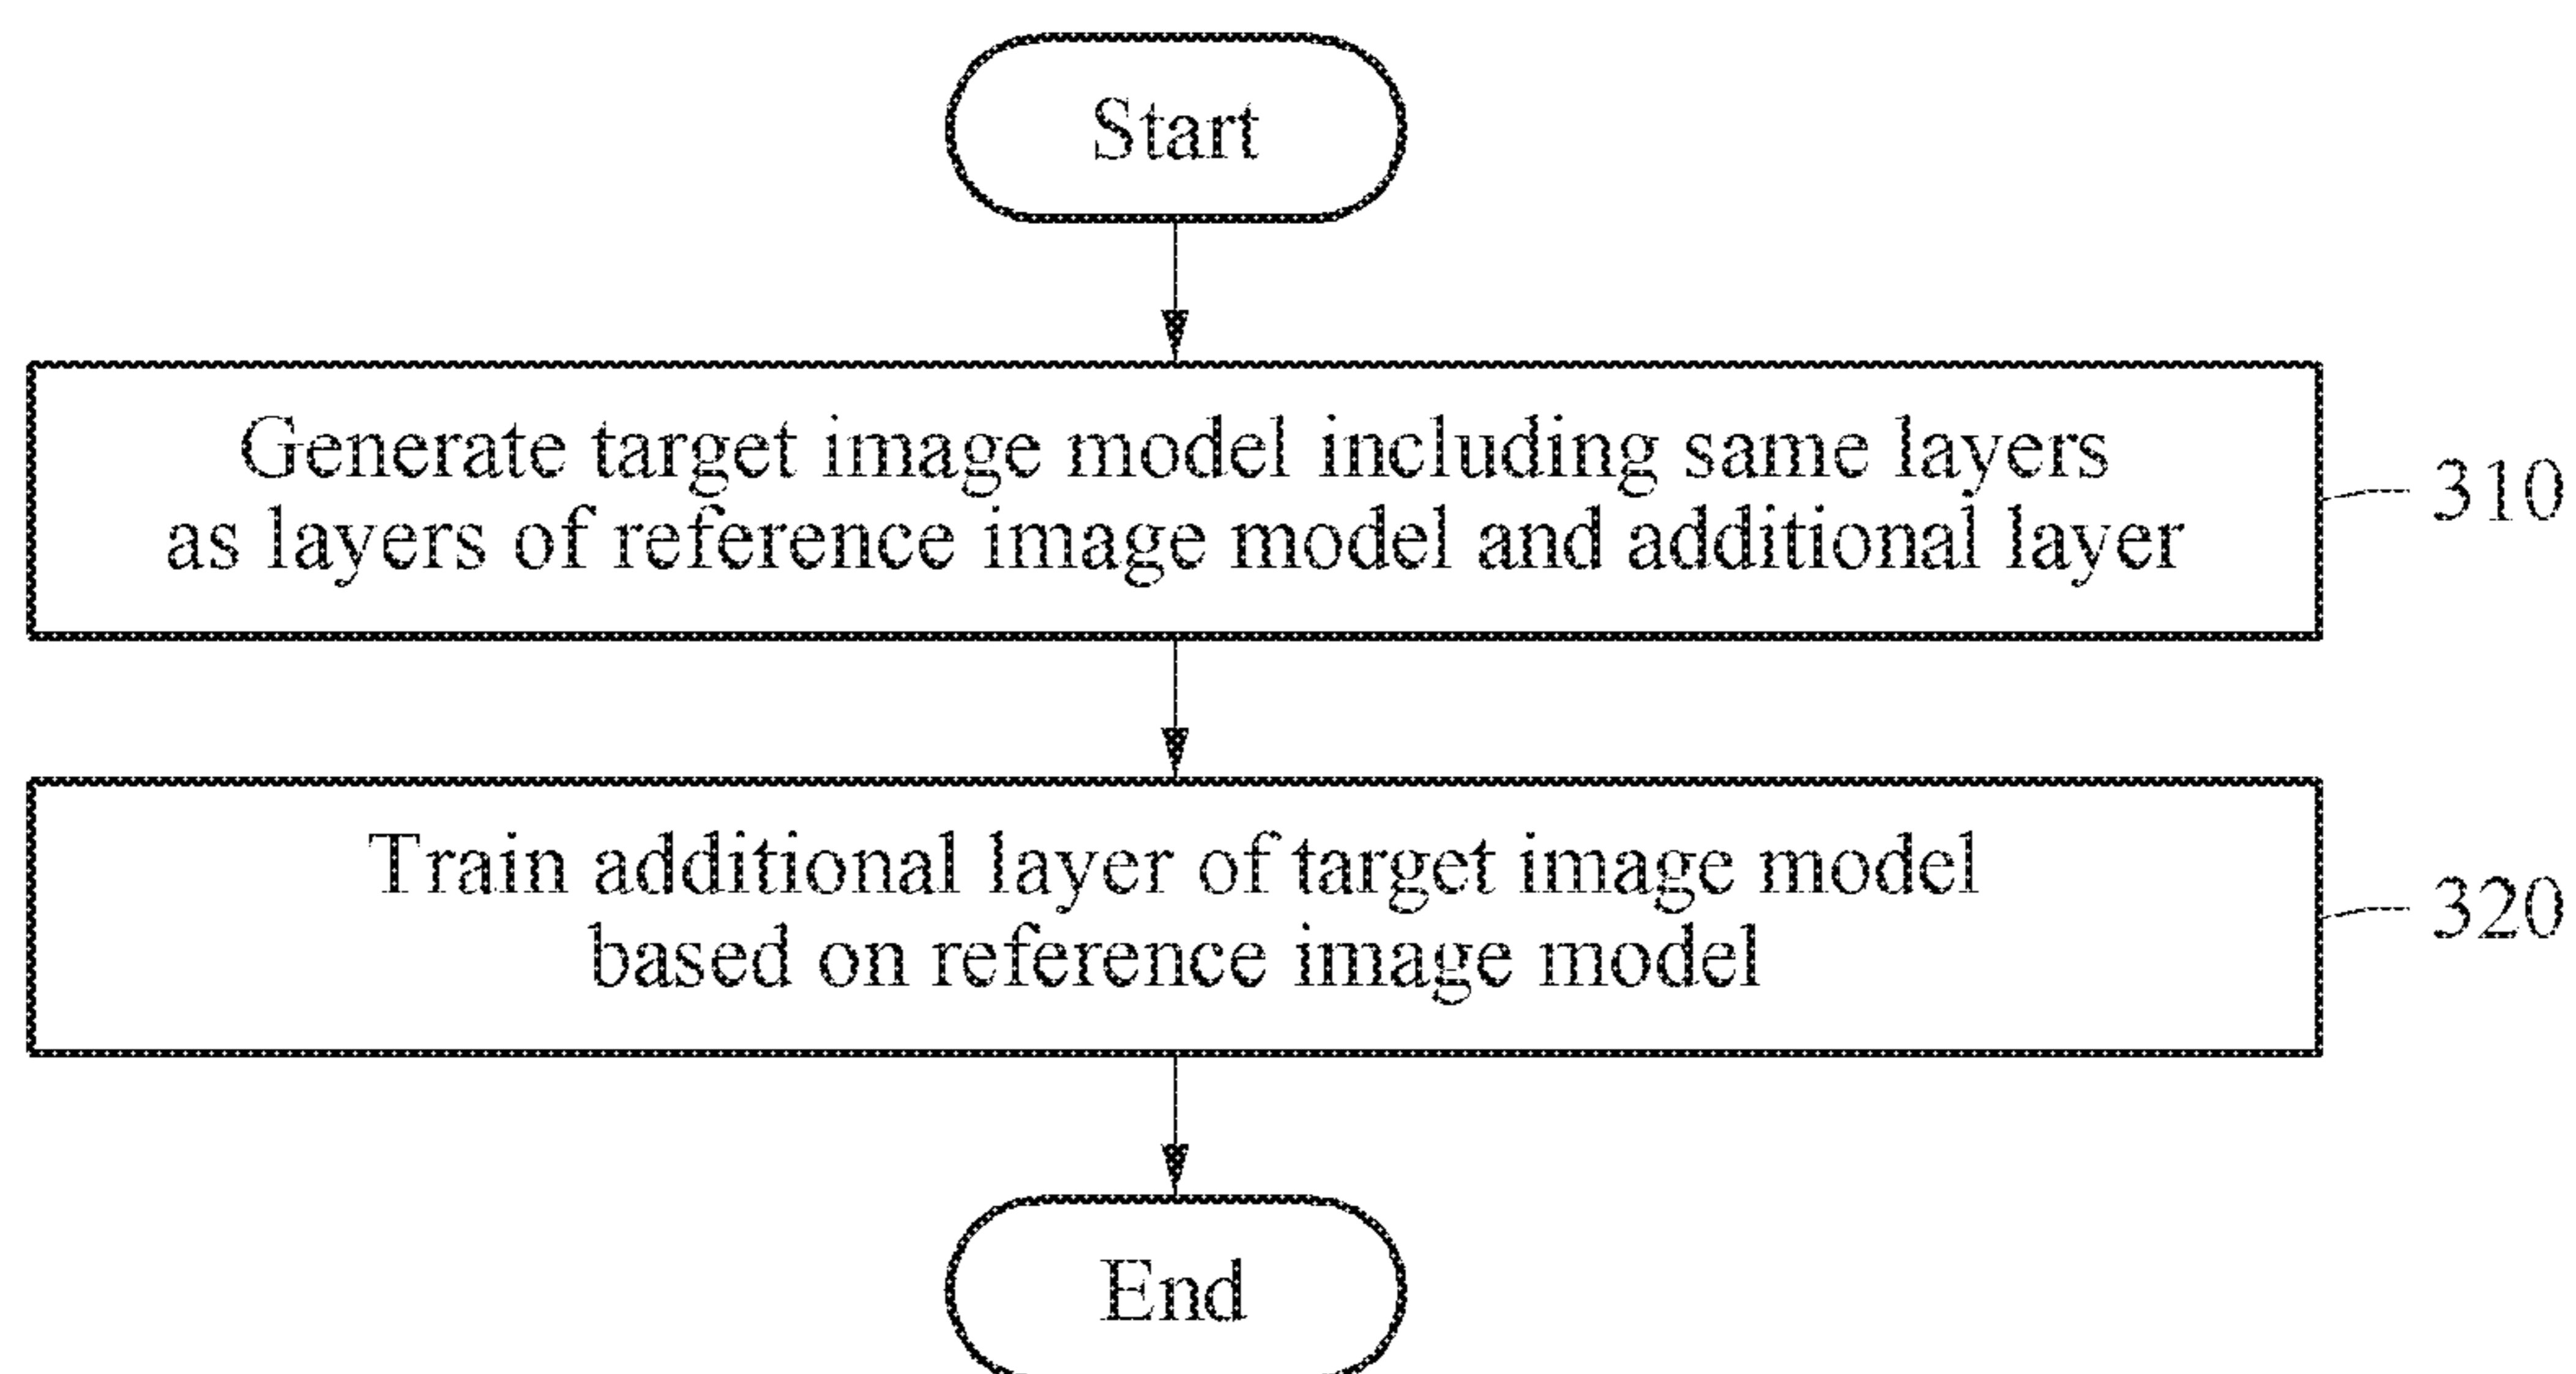 Start
Generate target image model including same layers
as layers of reference image model and additional layer
310
Train additional layer of target image model
based on reference image model
320
End